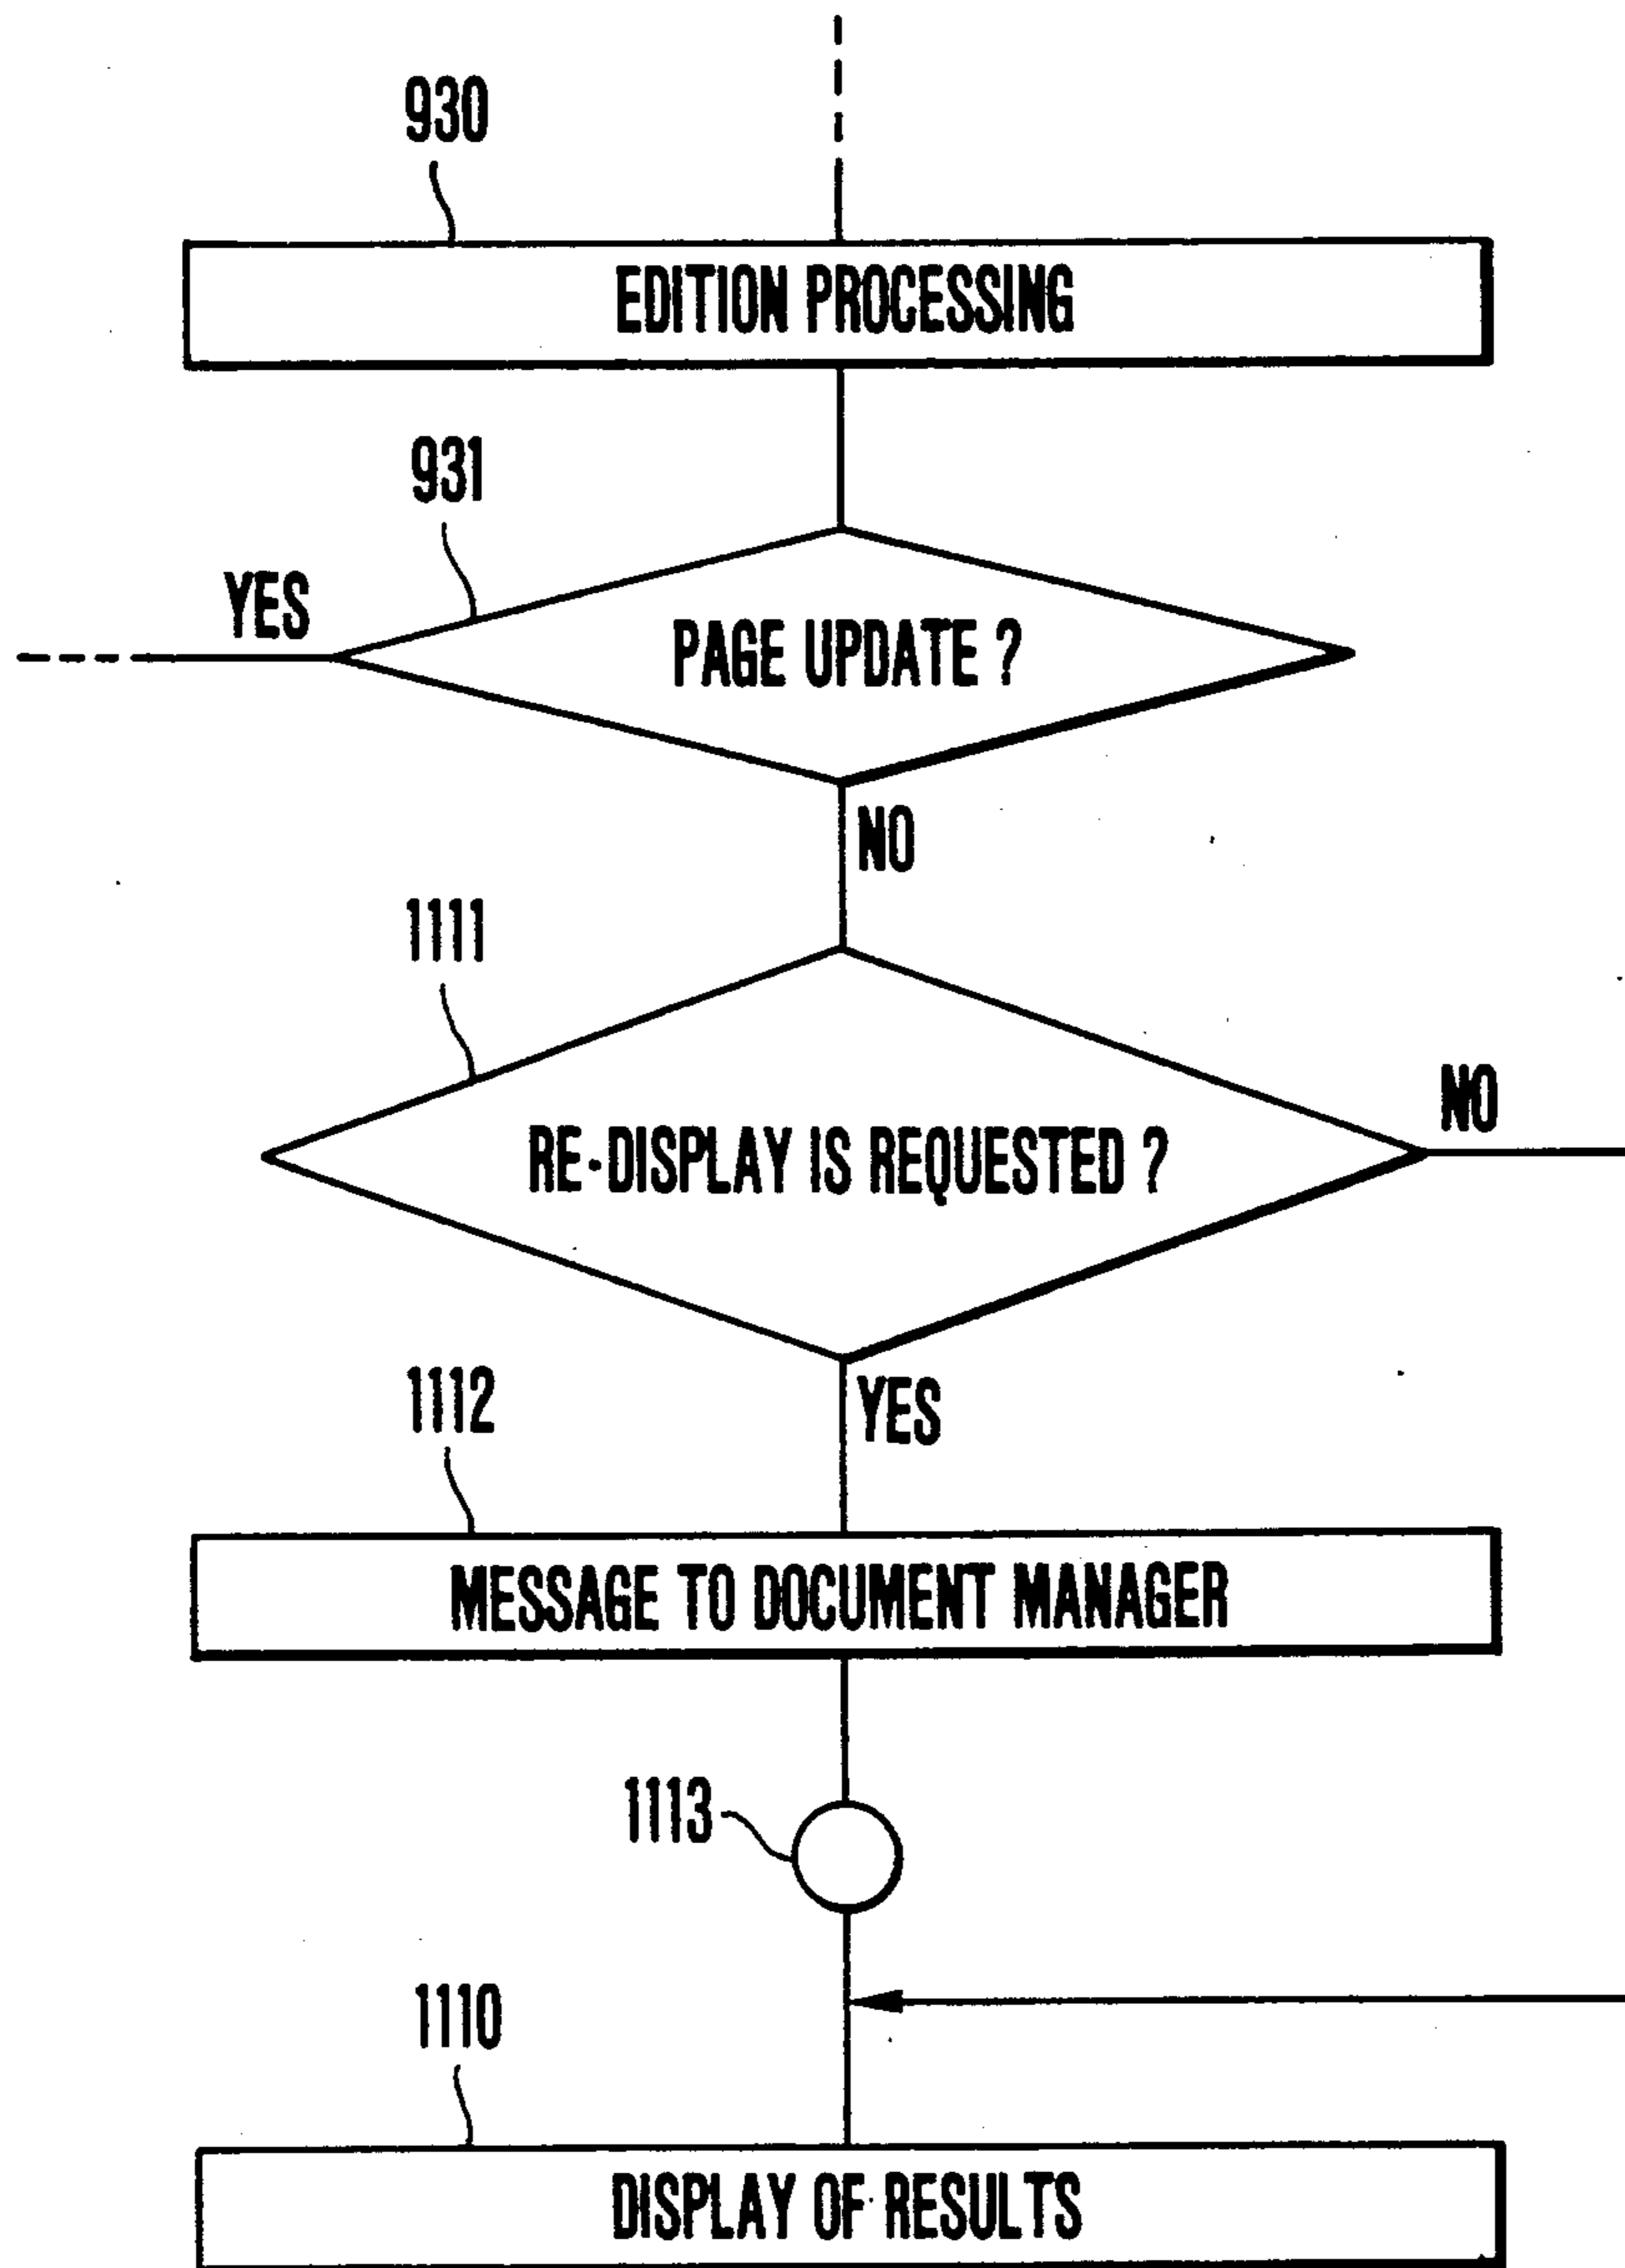 930
EDITION PROCESSING
931
YES
PAGE UPDATE ?
NO
1111
NO
RE-DISPLAY IS REQUESTED ?
1112
YES
MESSAGE TO DOCUMENT MANAGER
1113
1110
DISPLAY OF RESULTS